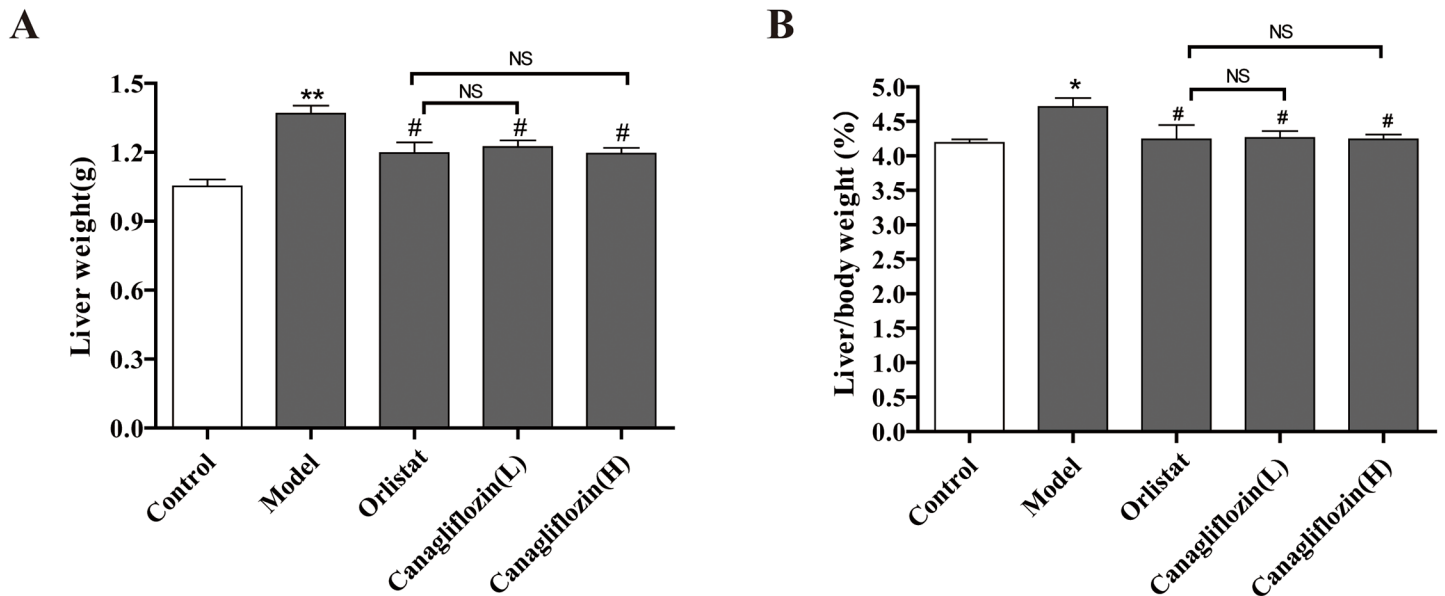 A
NS
NS
1.5
1.2
0.9
0.6
0.3
0.0
Liver weight(g)
**
#
#
#
Control
Model
Orlistat
Canagliflozin(L)
Canagliflozin(H)
B
NS
NS
5.0
4.5
4.0
3.5
3.0
2.5
2.0
1.5
1.0
0.5
0.0
Liver/body weight (%)
*
#
#
#
Control
Model
Orlistat
Canagliflozin(L)
Canagliflozin(H)